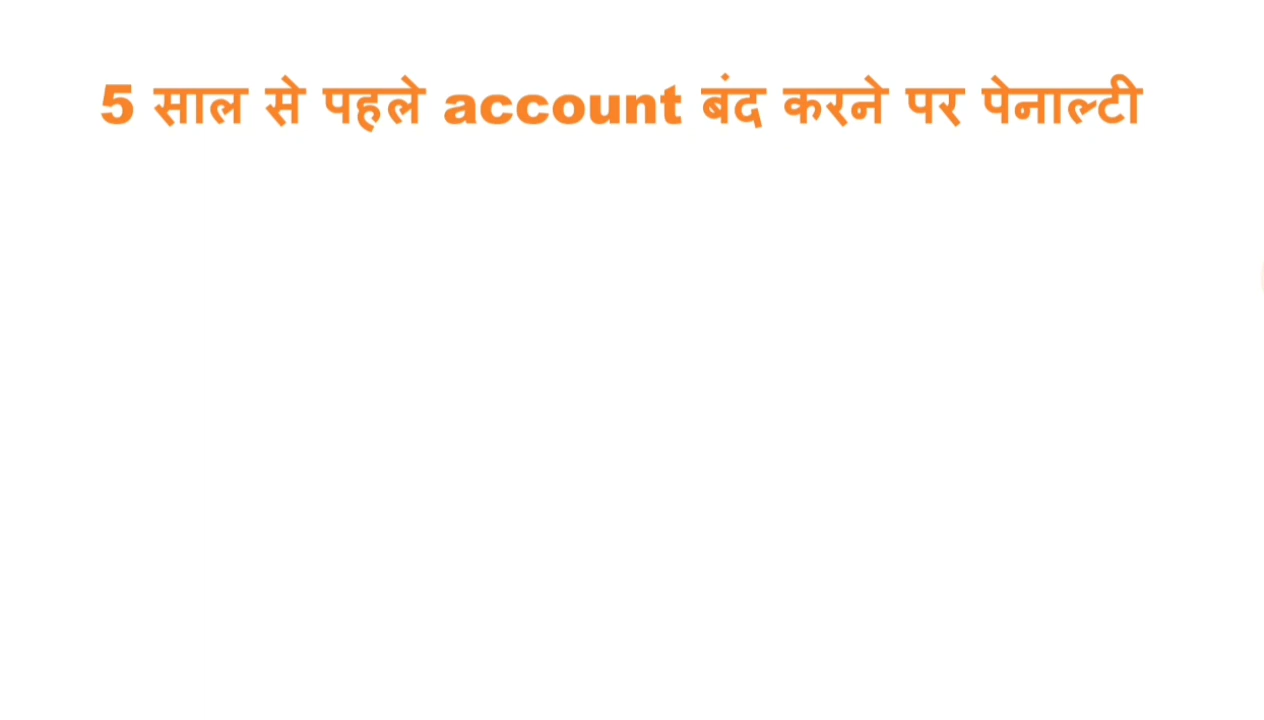 5 साल से पहले account बंद करने पर पेनाल्टी